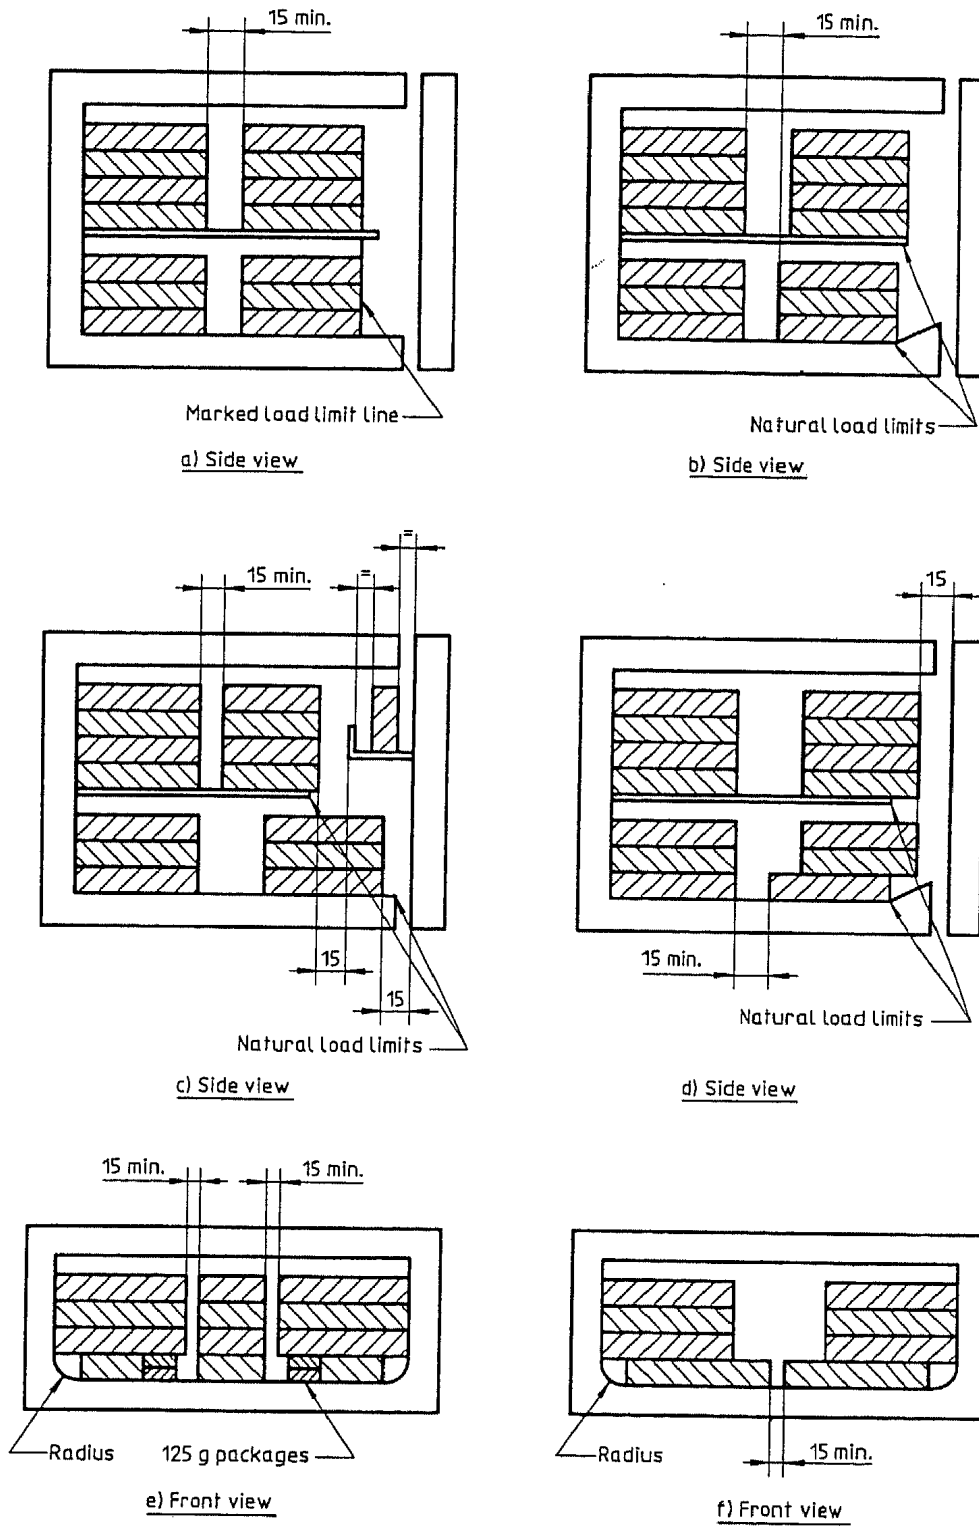 15 min.
15 min.
Marked load limit line
Natural load limits
a) Side view
b) Side view
=
=
15 min.
15
15
15
15 min.
Natural load limits
Natural load limits
c) Side view
d) Side view
15 min.
15 min.
Radius
125 g packages
Radius
15 min.
e) Front view
f) Front view